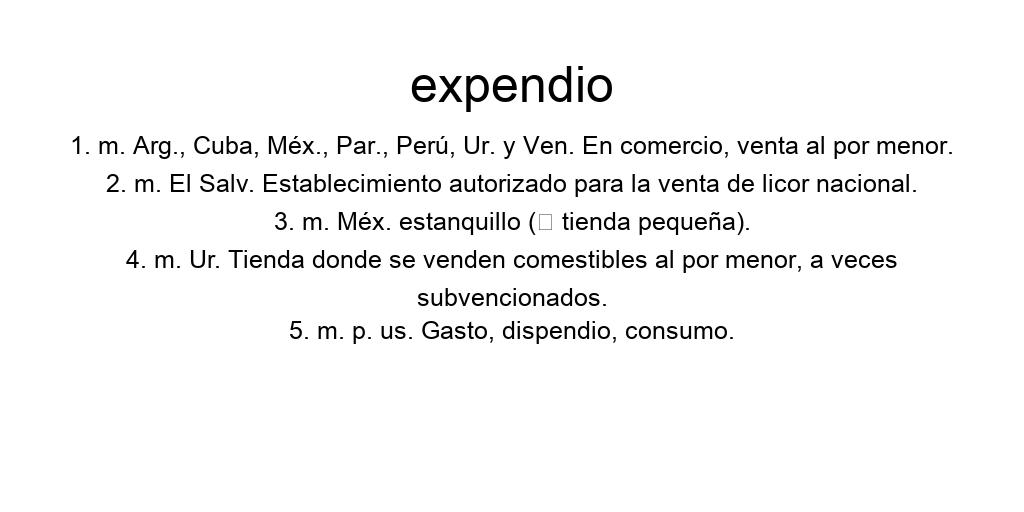 expendio
1. m. Arg., Cuba, Méx., Par., Perú, Ur. y Ven. En comercio, venta al por menor.
2. m. El Salv. Establecimiento autorizado para la venta de licor nacional.
3. m. Méx. estanquillo (□ tienda pequeña).
4. m. Ur. Tienda donde se venden comestibles al por menor, a veces
subvencionados.
5. m. p. us. Gasto, dispendio, consumo.